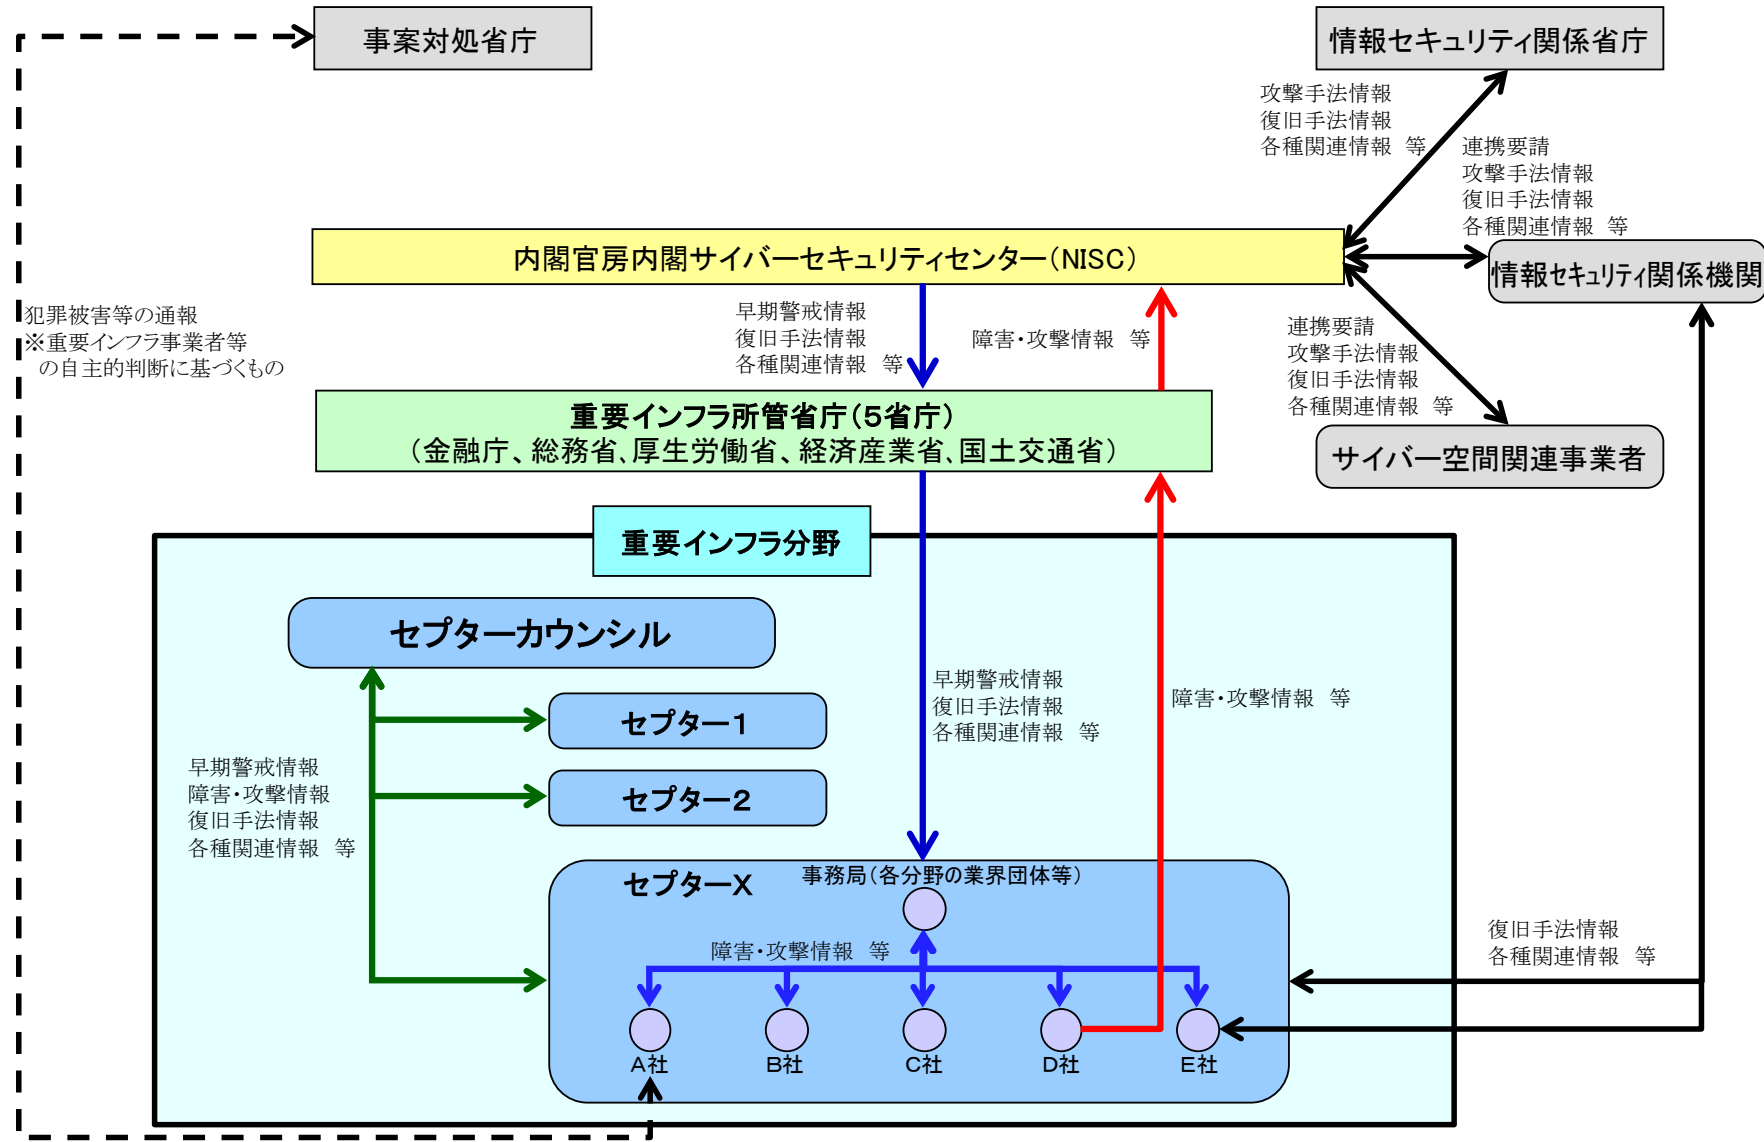 事案対処省庁
情報セキュリティ関係省庁
攻撃手法情報
復旧手法情報
各種関連情報　等
連携要請
攻撃手法情報
復旧手法情報
各種関連情報　等
内閣官房内閣サイバーセキュリティセンター（NISC）
情報セキュリティ関係機関
犯罪被害等の通報
※重要インフラ事業者等
の自主的判断に基づくもの
早期警戒情報
復旧手法情報
各種関連情報　等
障害・攻撃情報　等
連携要請
攻撃手法情報
復旧手法情報
各種関連情報　等
重要インフラ所管省庁（5省庁）
（金融庁、総務省、厚生労働省、経済産業省、国土交通省）
サイバー空間関連事業者
重要インフラ分野
セプターカウンシル
早期警戒情報
復旧手法情報
各種関連情報　等
障害・攻撃情報　等
セプター1
セプター2
早期警戒情報
障害・攻撃情報
復旧手法情報
各種関連情報　等
セプターX
事務局（各分野の業界団体等）
障害・攻撃情報　等
復旧手法情報
各種関連情報　等
A社
B社
C社
D社
E社